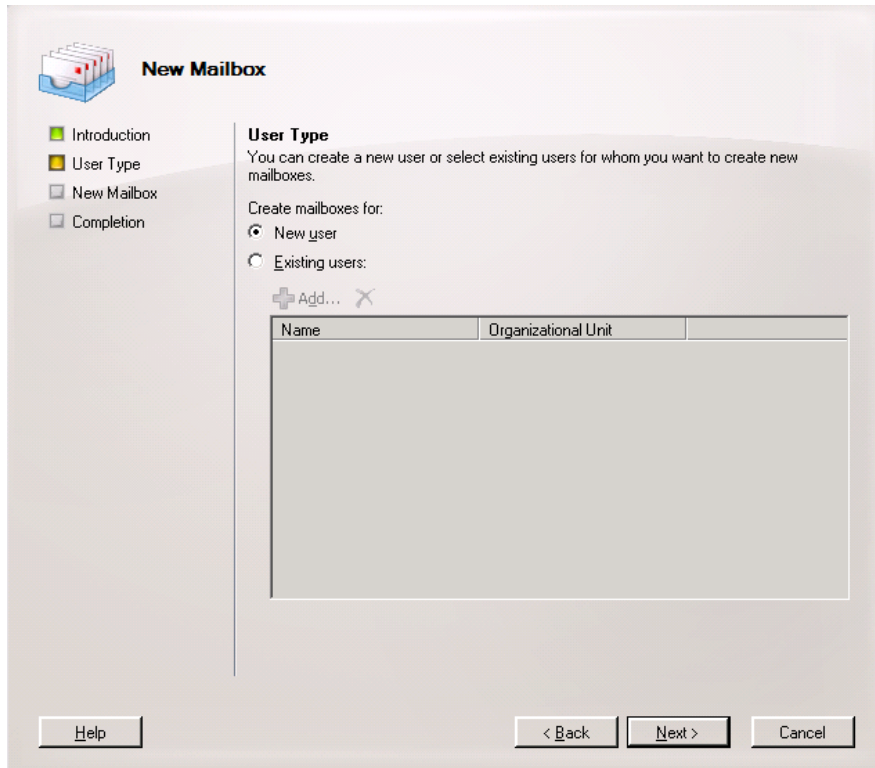 New Mailbox
Introduction
User Type
New Mailbox
Completion
User Type
You can create a new user or select existing users for whom you want to create new
mailboxes.
Create mailboxes for:
New user
Existing users:
Add...
Name Organizational Unit
Help < Back Next > Cancel